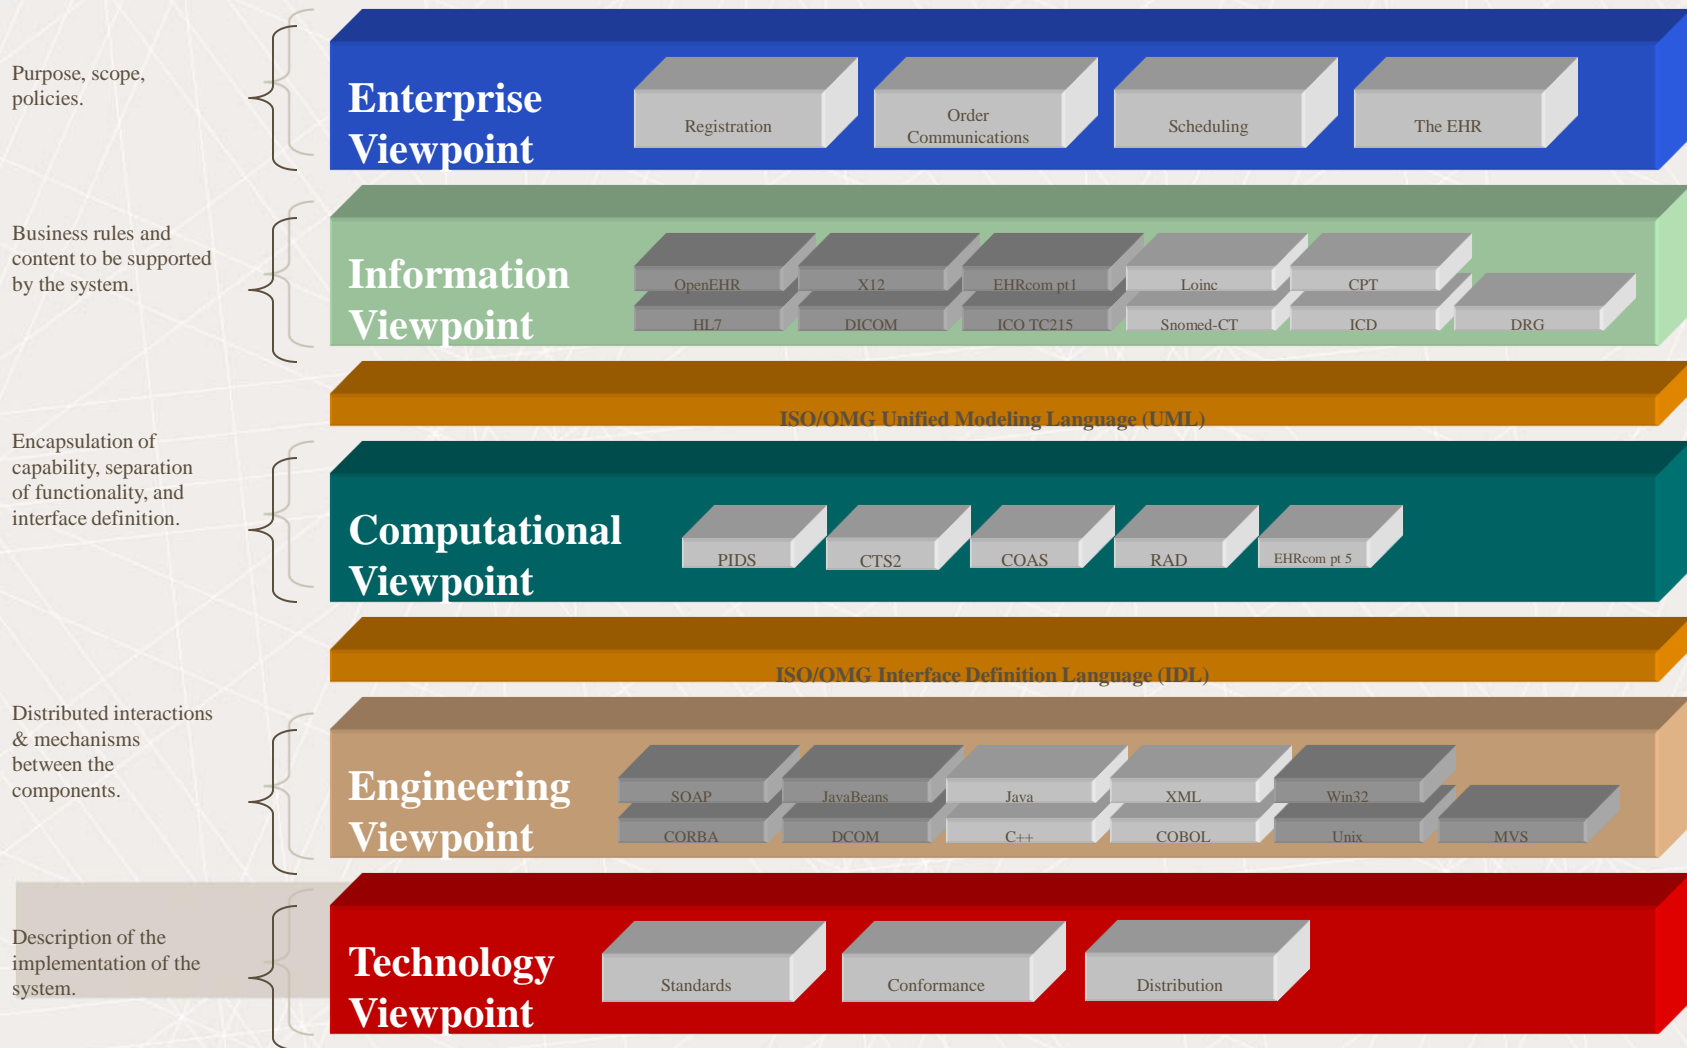 Purpose, scope,
policies.
Enterprise
Viewpoint
Registration
Order
Communications
Scheduling
The EHR
Business rules and
content to be supported
by the system.
Information
Viewpoint
OpenEHR
X12
EHRcom pt1
Loinc
CPT
HL7
DICOM
ICO TC215
Snomed-CT
ICD
DRG
ISO/OMG Unified Modeling Language (UML)
Encapsulation of
capability, separation
of functionality, and
interface definition.
Computational
Viewpoint
PIDS
CTS2
COAS
RAD
EHRcom pt 5
ISO/OMG Interface Definition Language (IDL)
Distributed interactions
& mechanisms
between the
components.
Engineering
Viewpoint
SOAP
JavaBeans
Java
XML
Win32
CORBA
DCOM
C++
COBOL
Unix
MVS
Description of the
implementation of the
system.
Technology
Viewpoint
Standards
Conformance
Distribution